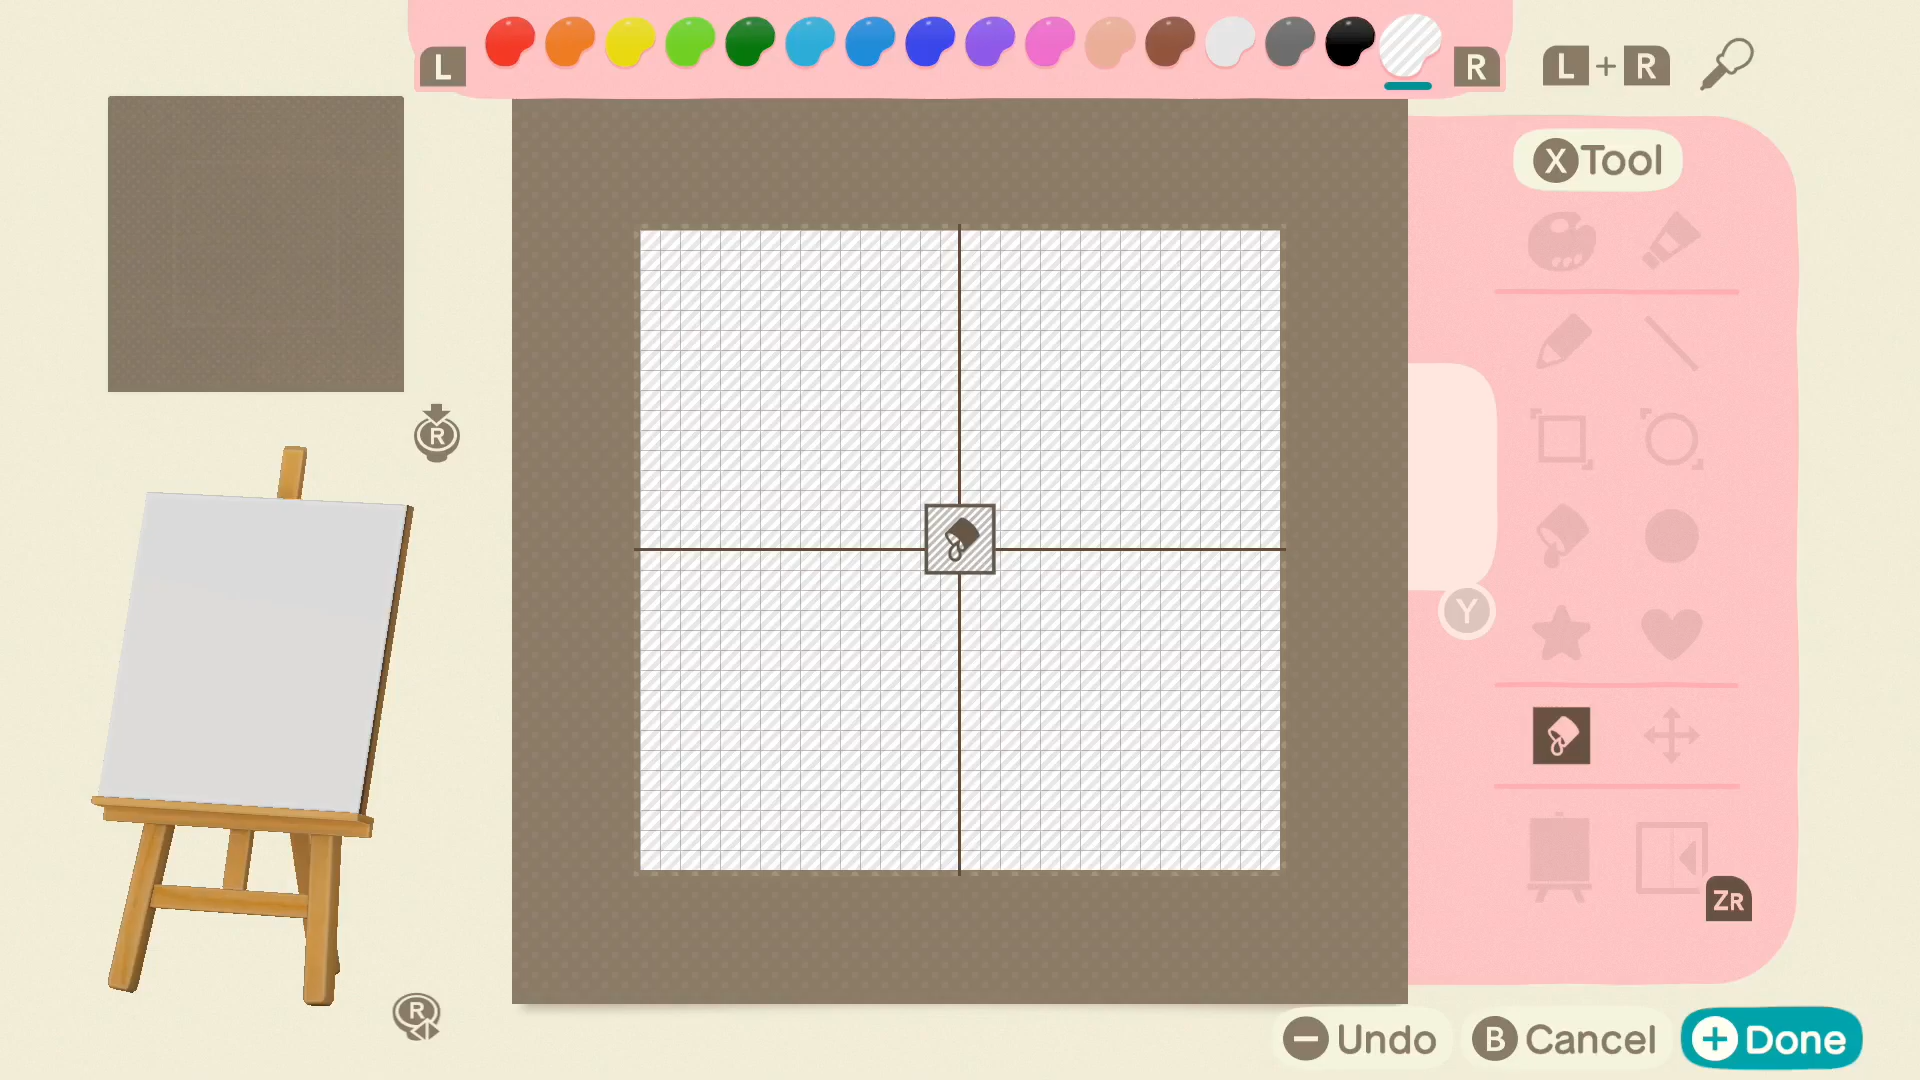 L
R
L + R
X Tool
R
Y
ZR
R
Undo
B Cancel
+ Done